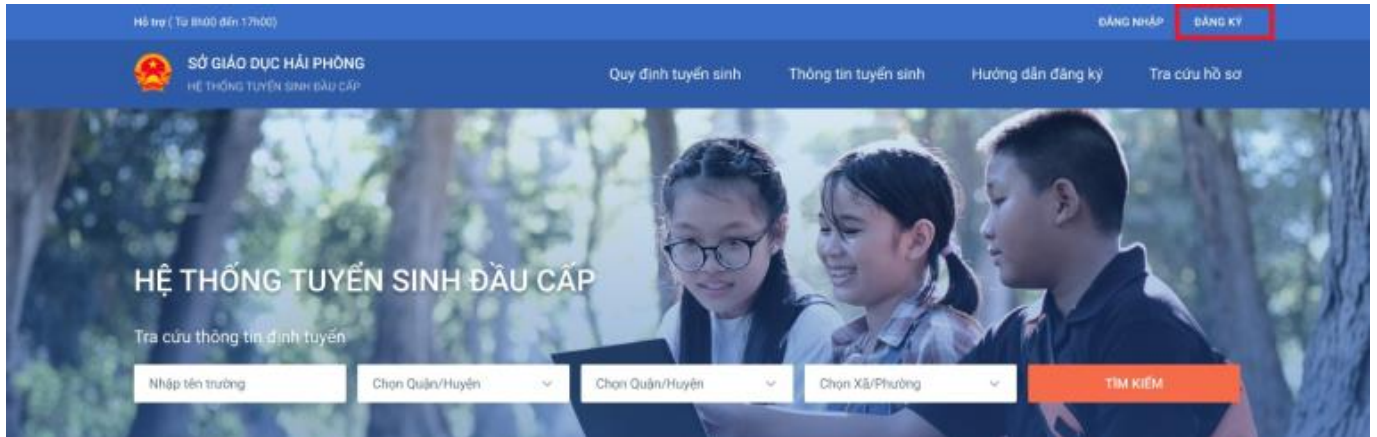 Hỗ trợ ( Từ 8h00 đến 17h00)
ĐĂNG NHẬP ĐĂNG KÝ
SỞ GIÁO DỤC HẢI PHÒNG
HỆ THỐNG TUYỂN SINH ĐẦU CẤP
Quy định tuyển sinh Thông tin tuyển sinh Hướng dẫn đăng ký Tra cứu hồ sơ
HỆ THỐNG TUYỂN SINH ĐẦU CẤP
Tra cứu thông tin định tuyến
Nhập tên trường Chọn Quận/Huyện Chọn Quận/Huyện Chọn Xã/Phường TÌM KIẾM